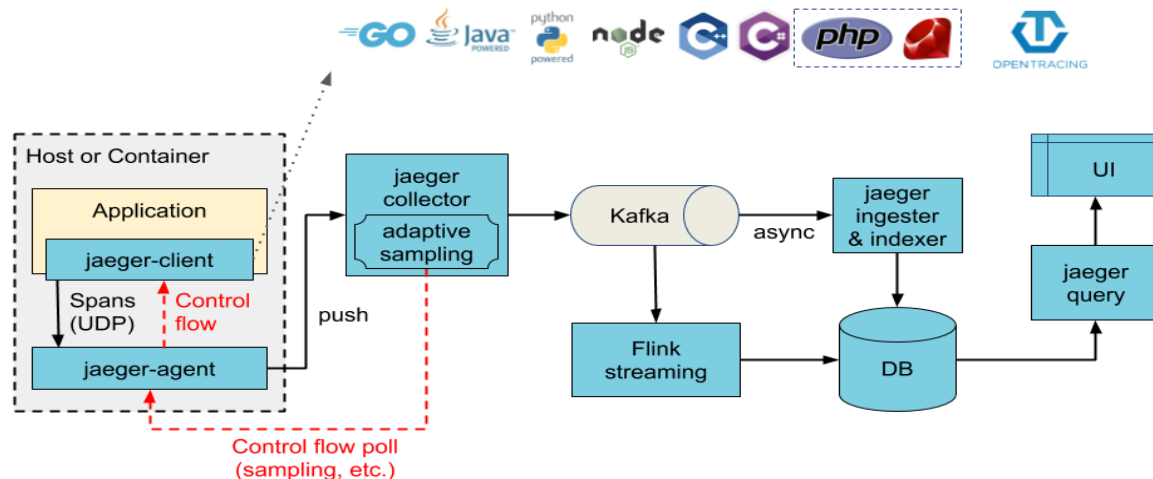 GO
Java
POWERED
python
powered
node
JS
C++
C#
php
OPENTRACING
Host or Container
Application
jaeger-client
Spans
(UDP)
Control
flow
jaeger-agent
push
jaeger
collector
adaptive
sampling
Control flow poll
(sampling, etc.)
Kafka
async
jaeger
ingester
& indexer
Flink
streaming
DB
UI
jaeger
query